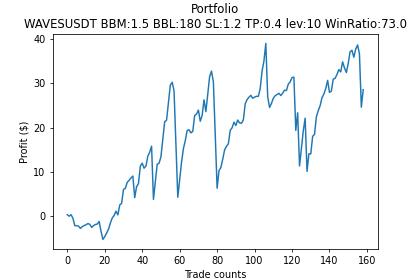 Portfolio
WAVESUSDT BBM:1.5 BBL:180 SL:1.2 TP:0.4 lev:10 WinRatio:73.0
40
30
20
10
0
Profit ($)
0 20 40 60 80 100 120 140 160
Trade counts